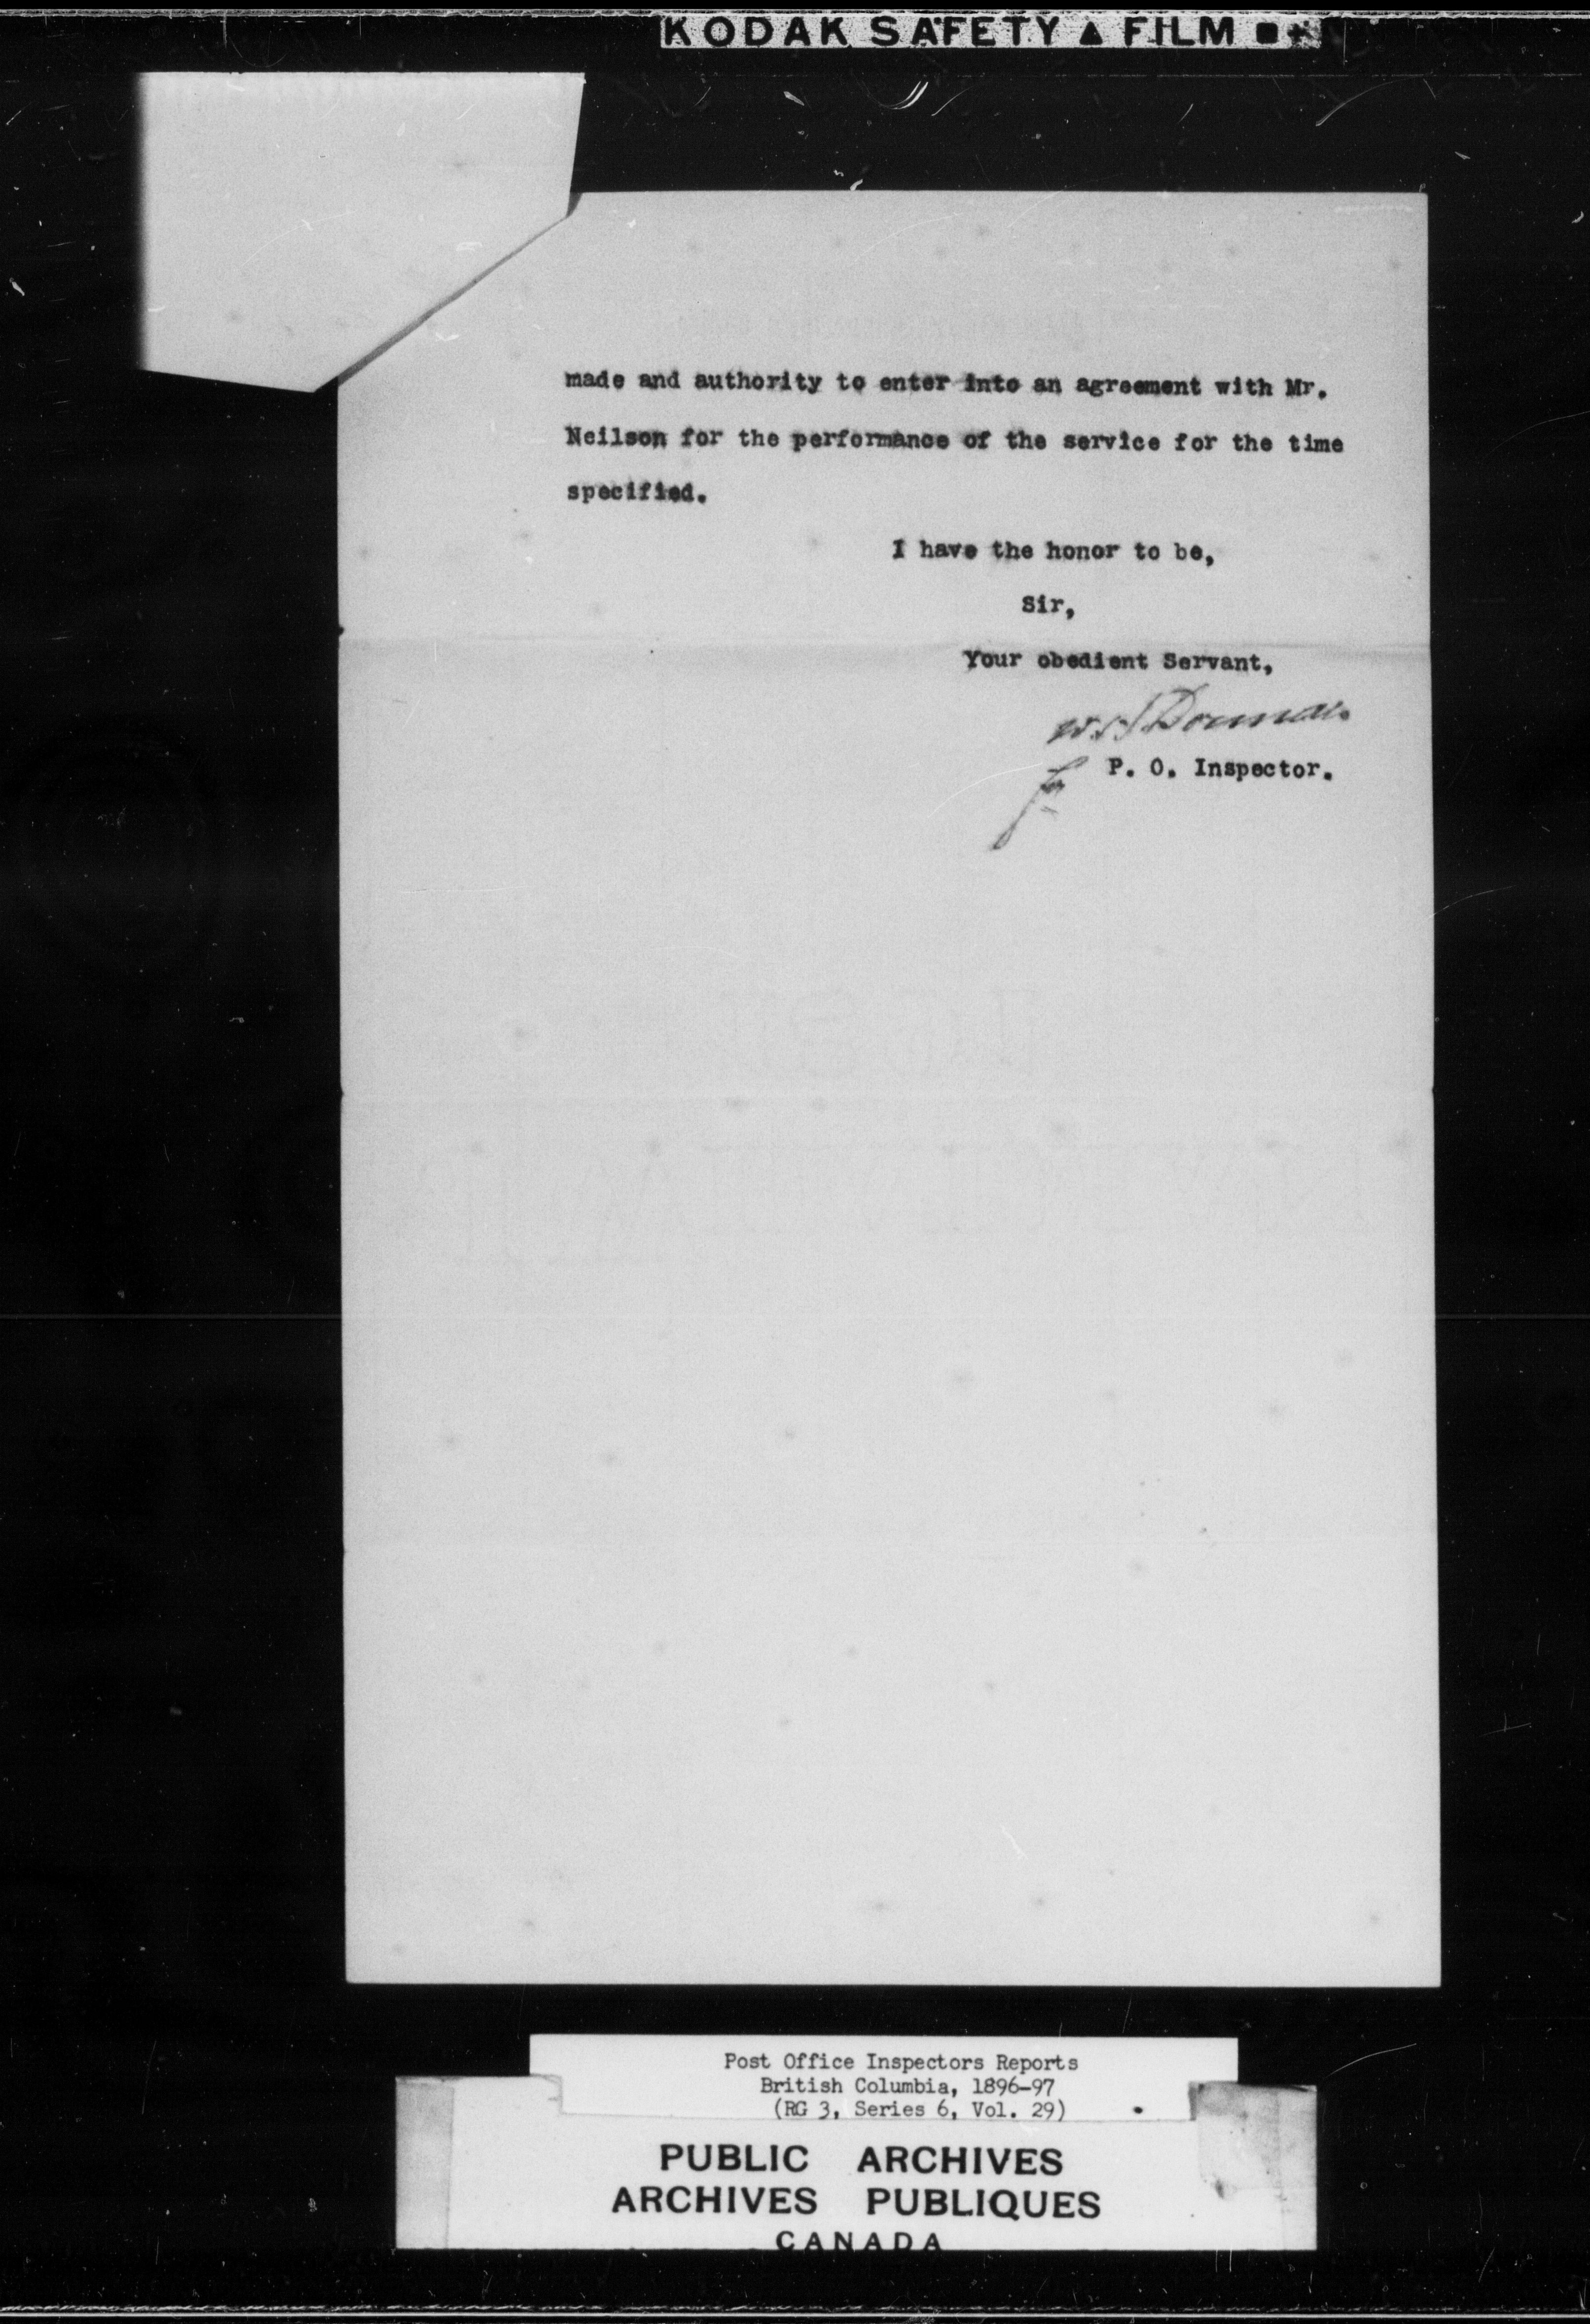 KODAK SAFETY ▲ FILM ■+
made and authority to enter into an agreement with Mr.
Neilson for the performance of the service for the time
specified.
I have the honor to be,
Sir,
Your obedient Servant,
for P. O. Inspector.
Post Office Inspectors Reports
British Columbia, 1896-97
(RG 3, Series 6, Vol. 29)
PUBLIC ARCHIVES
ARCHIVES PUBLIQUES
CANADA